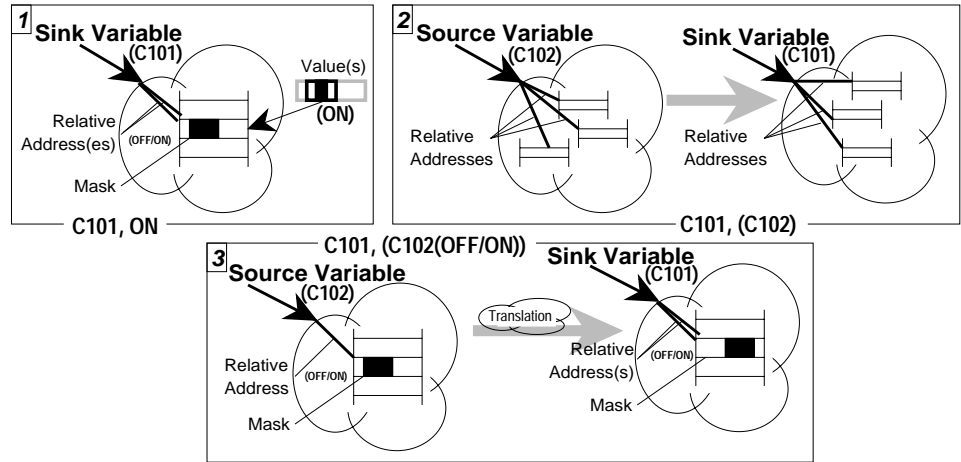 1
Sink Variable
(C101)
Value(s)
(ON)
Relative
Address(es)
(OFF/ON)
Mask
C101, ON
2
Source Variable
(C102)
Relative
Addresses
Sink Variable
(C101)
Relative
Addresses
C101, (C102)
C101, (C102(OFF/ON))
3
Source Variable
(C102)
Relative
Address
(OFF/ON)
Mask
Translation
Sink Variable
(C101)
Relative
Address(s)
(OFF/ON)
Mask